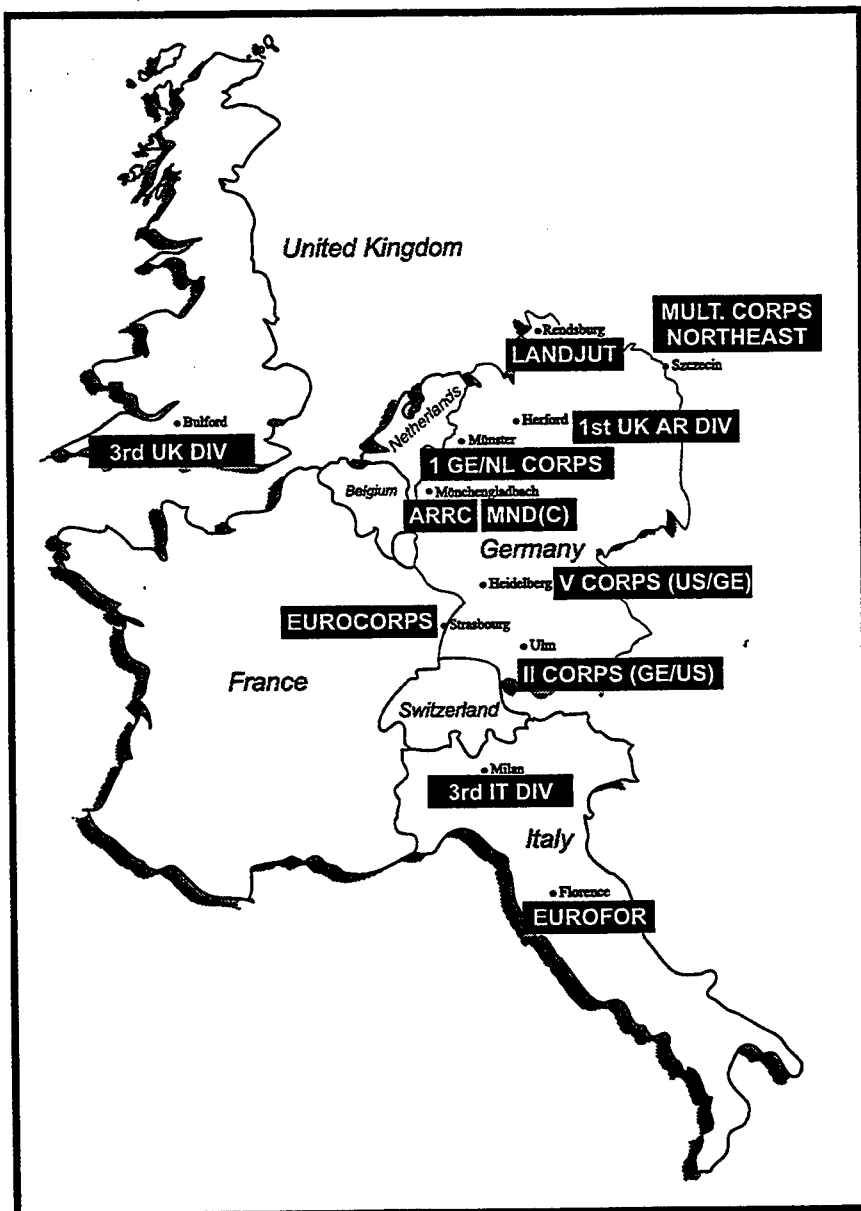 United Kingdom
MULT. CORPS
NORTHEAST
Rendsburg
LANDJUT
Szczecin
Netherlands
Bulford
Herford
1st UK AR DIV
3rd UK DIV
Münster
1 GE/NL CORPS
Belgium
Mönchengladbach
ARRC
MND(C)
Germany
Heidelberg
V CORPS (US/GE)
EUROCORPS
Strasbourg
Ulm
II CORPS (GE/US)
France
Switzerland
Milan
3rd IT DIV
Italy
Florence
EUROFOR